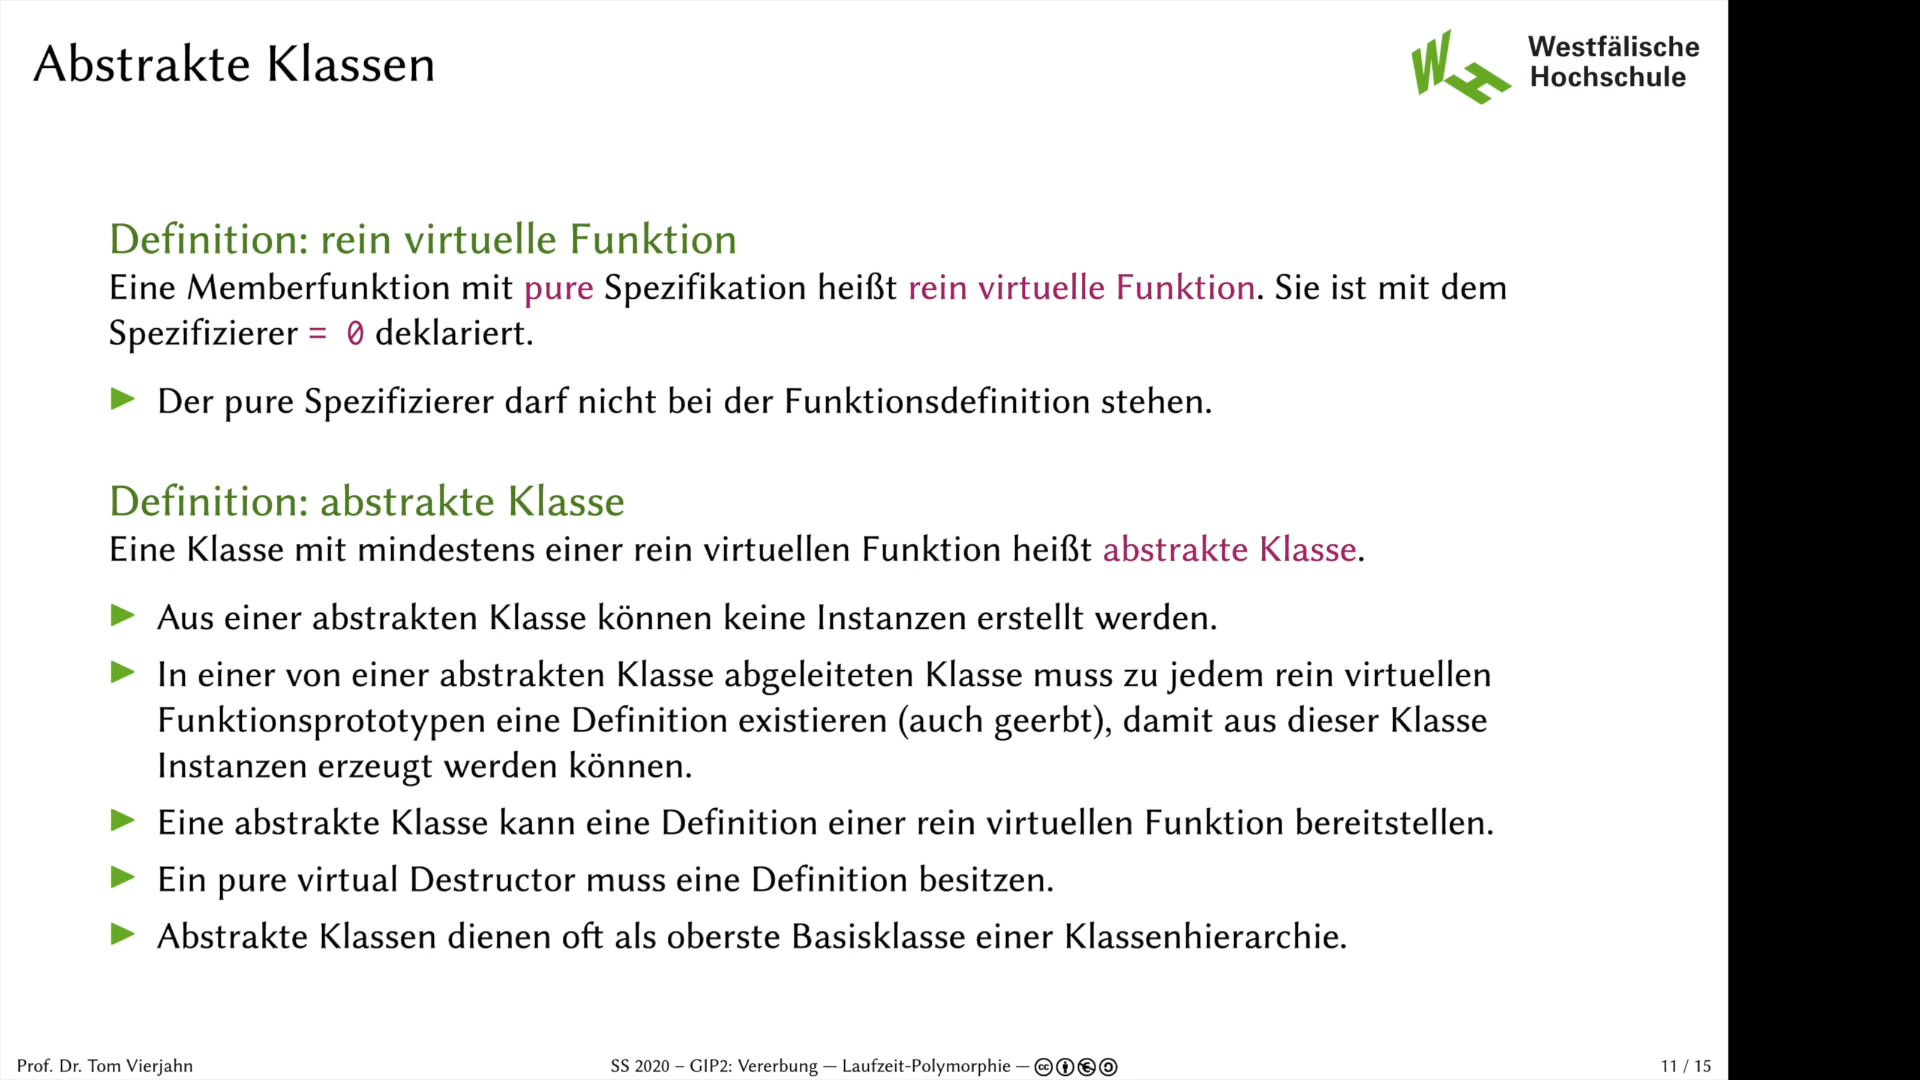 Abstrakte Klassen
Westfälische
Hochschule
Definition: rein virtuelle Funktion
Eine Memberfunktion mit pure Spezifikation heißt rein virtuelle Funktion. Sie ist mit dem
Spezifizierer = 0 deklariert.
Der pure Spezifizierer darf nicht bei der Funktionsdefinition stehen.
Definition: abstrakte Klasse
Eine Klasse mit mindestens einer rein virtuellen Funktion heißt abstrakte Klasse.
Aus einer abstrakten Klasse können keine Instanzen erstellt werden.
In einer von einer abstrakten Klasse abgeleiteten Klasse muss zu jedem rein virtuellen
Funktionsprototypen eine Definition existieren (auch geerbt), damit aus dieser Klasse
Instanzen erzeugt werden können.
Eine abstrakte Klasse kann eine Definition einer rein virtuellen Funktion bereitstellen.
Ein pure virtual Destructor muss eine Definition besitzen.
Abstrakte Klassen dienen oft als oberste Basisklasse einer Klassenhierarchie.
Prof. Dr. Tom Vierjahn
SS 2020 – GIP2: Vererbung — Laufzeit-Polymorphie —
11 / 15